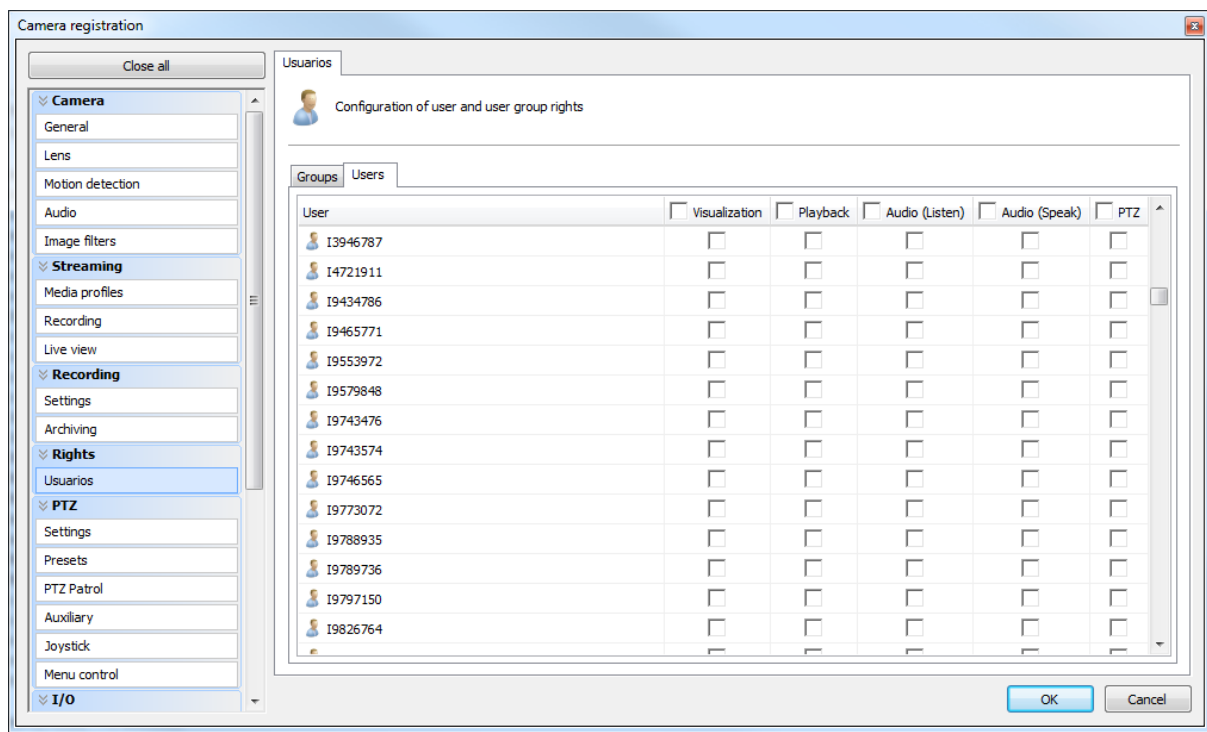 Camera registration
Close all
Camera
General
Lens
Motion detection
Audio
Image filters
Streaming
Media profiles
Recording
Live view
Recording
Settings
Archiving
Rights
Usuarios
PTZ
Settings
Presets
PTZ Patrol
Auxiliary
Joystick
Menu control
I/O
Usuarios
Configuration of user and user group rights
Groups Users
User Visualization Playback Audio (Listen) Audio (Speak) PTZ
I3946787
I4721911
I9434786
I9465771
I9553972
I9579848
I9743476
I9743574
I9746565
I9773072
I9788935
I9789736
I9797150
I9826764
OK Cancel